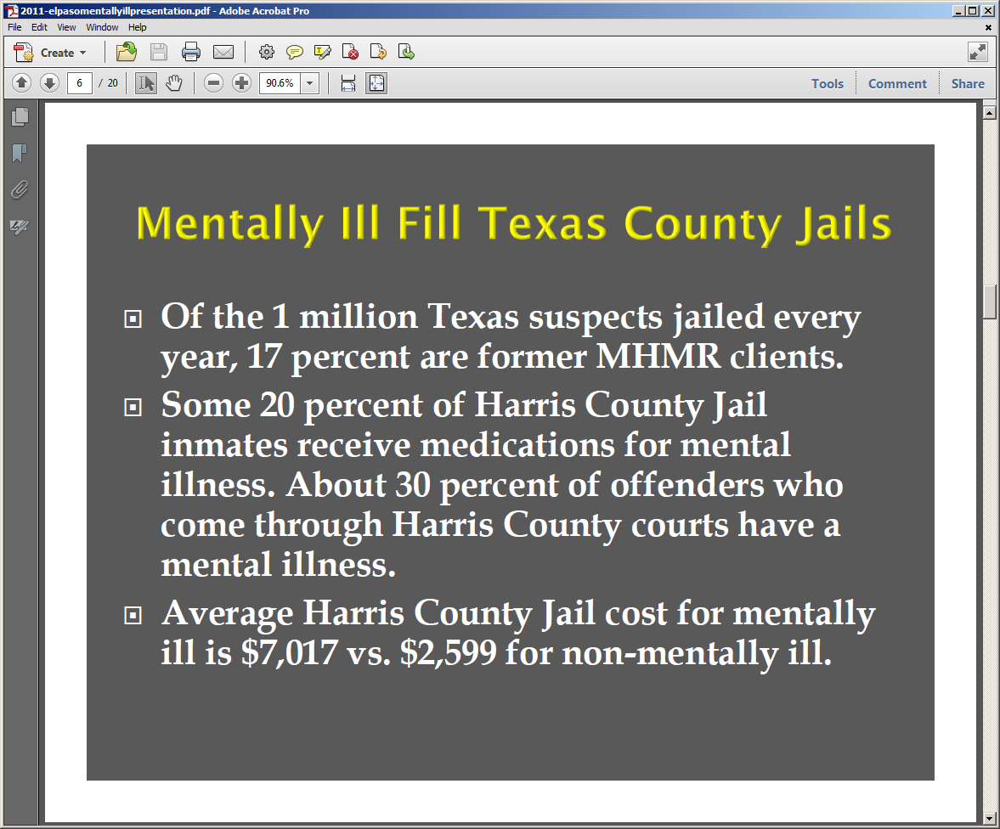 2011-elpasomentallyillpresentation.pdf - Adobe Acrobat Pro
File Edit View Window Help
Create
6 / 20 90.6% Tools Comment Share
Mentally Ill Fill Texas County Jails
Of the 1 million Texas suspects jailed every
year, 17 percent are former MHMR clients.
Some 20 percent of Harris County Jail
inmates receive medications for mental
illness. About 30 percent of offenders who
come through Harris County courts have a
mental illness.
Average Harris County Jail cost for mentally
ill is $7,017 vs. $2,599 for non-mentally ill.